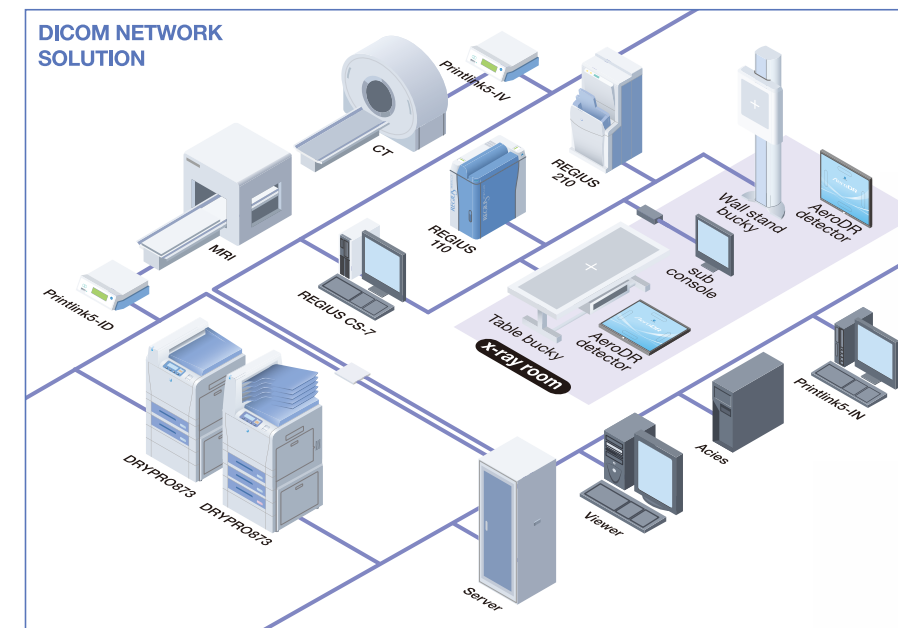 DICOM NETWORK
SOLUTION
Printlink5-IV
CT
REGIUS
210
Wall stand
bucky
AeroDR
detector
MRI
REGIUS
110
sub
console
Printlink5-ID
REGIUS CS-7
Table bucky
AeroDR
detector
x-ray room
Printlink5-IN
Acies
DRYPRO873
DRYPRO873
Viewer
Server